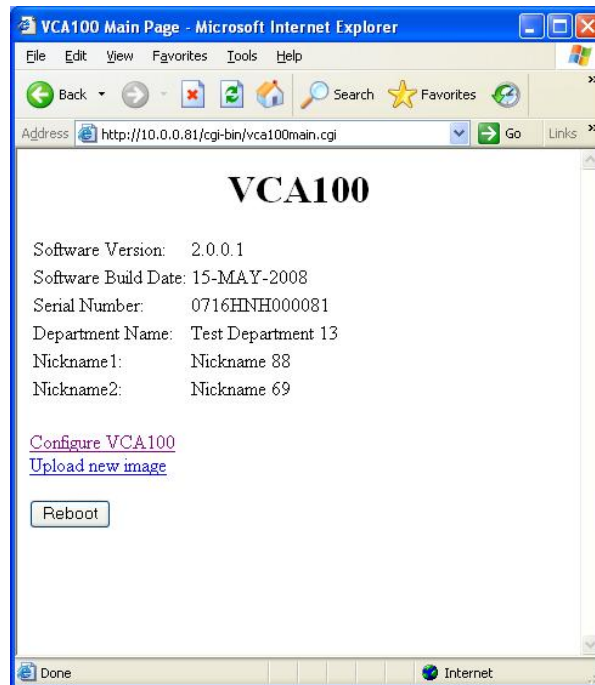 VCA100 Main Page - Microsoft Internet Explorer
File Edit View Favorites Tools Help
Back Search Favorites »
Address http://10.0.0.81/cgi-bin/vca100main.cgi Go Links »
VCA100
Software Version: 2.0.0.1
Software Build Date: 15-MAY-2008
Serial Number: 0716HNH000081
Department Name: Test Department 13
Nickname1: Nickname 88
Nickname2: Nickname 69
Configure VCA100
Upload new image
Reboot
Done Internet